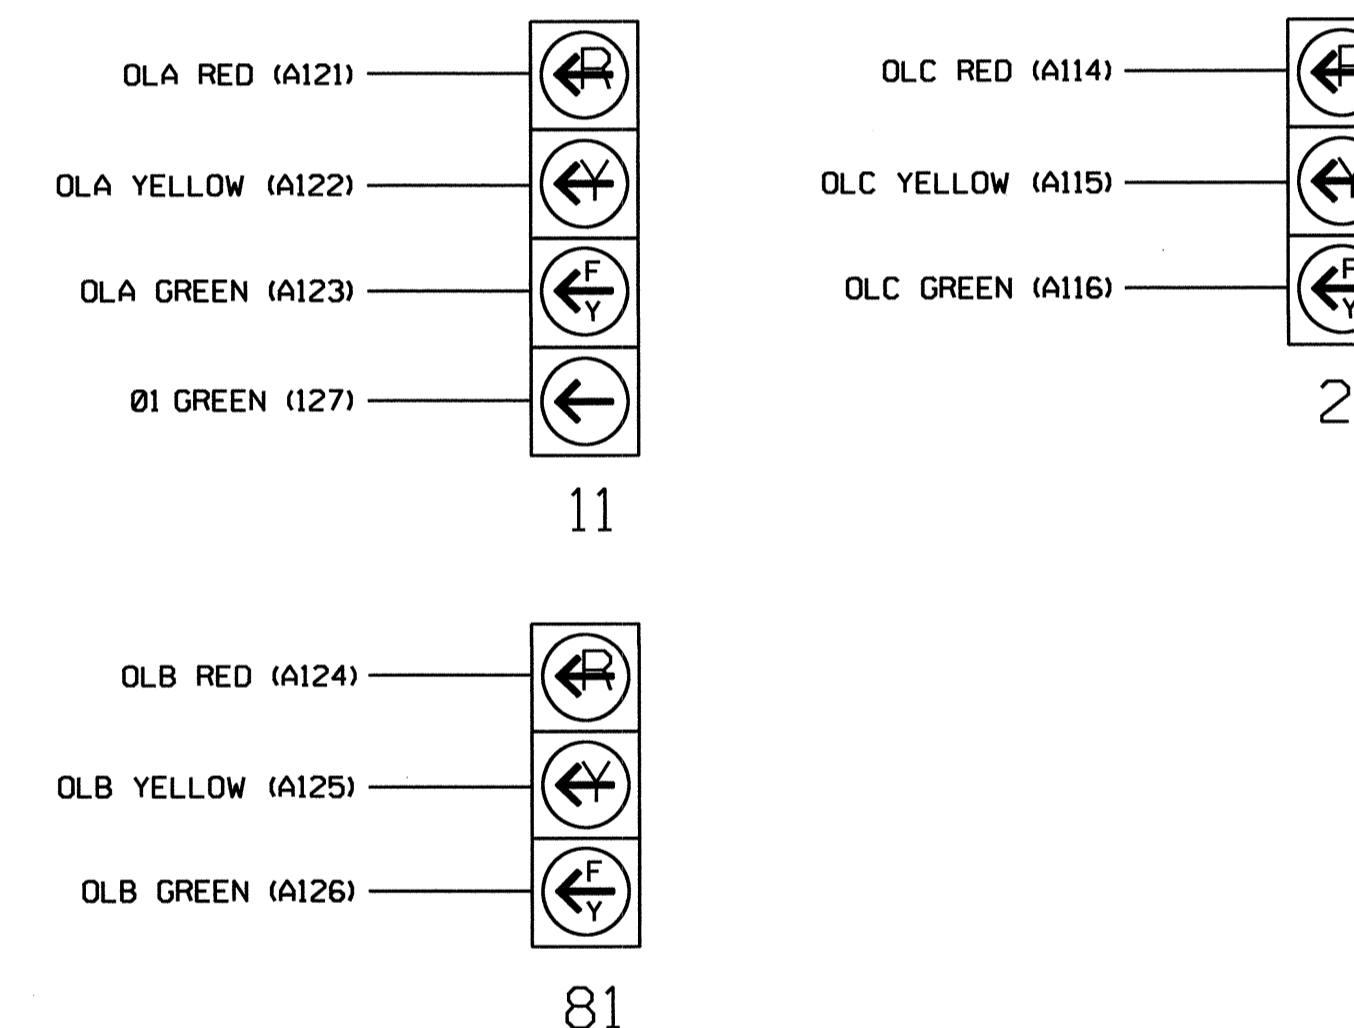 OLA RED (A121)
R
OLA YELLOW (A122)
Y
OLA GREEN (A123)
F
Y
Ø1 GREEN (127)
11
OLC RED (A114)
R
OLC YELLOW (A115)
Y
OLC GREEN (A116)
F
Y
2
OLB RED (A124)
R
OLB YELLOW (A125)
Y
OLB GREEN (A126)
F
Y
81